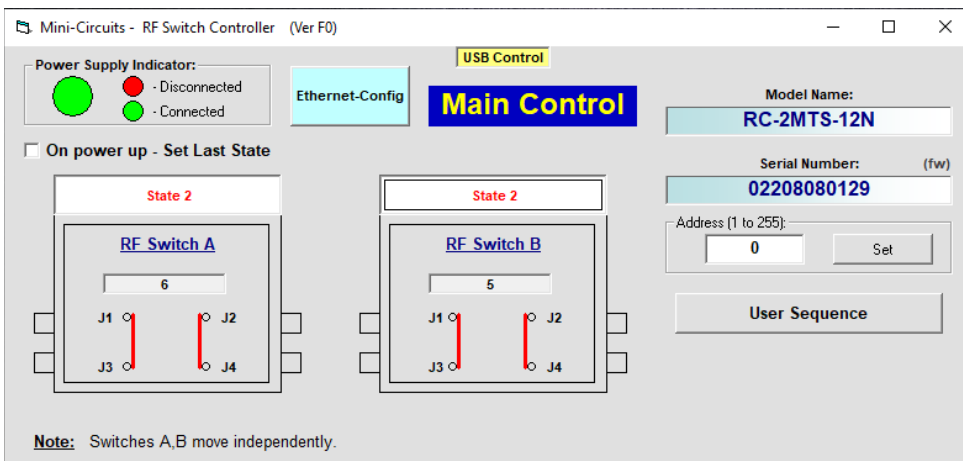 Mini-Circuits - RF Switch Controller (Ver F0)
Power Supply Indicator:
- Disconnected
- Connected
Ethernet-Config
USB Control
Main Control
Model Name:
RC-2MTS-12N
On power up - Set Last State
Serial Number: (fw)
02208080129
State 2
State 2
Address (1 to 255):
0 Set
RF Switch A
RF Switch B
6
5
User Sequence
J1 J2
J3 J4
J1 J2
J3 J4
Note: Switches A,B move independently.